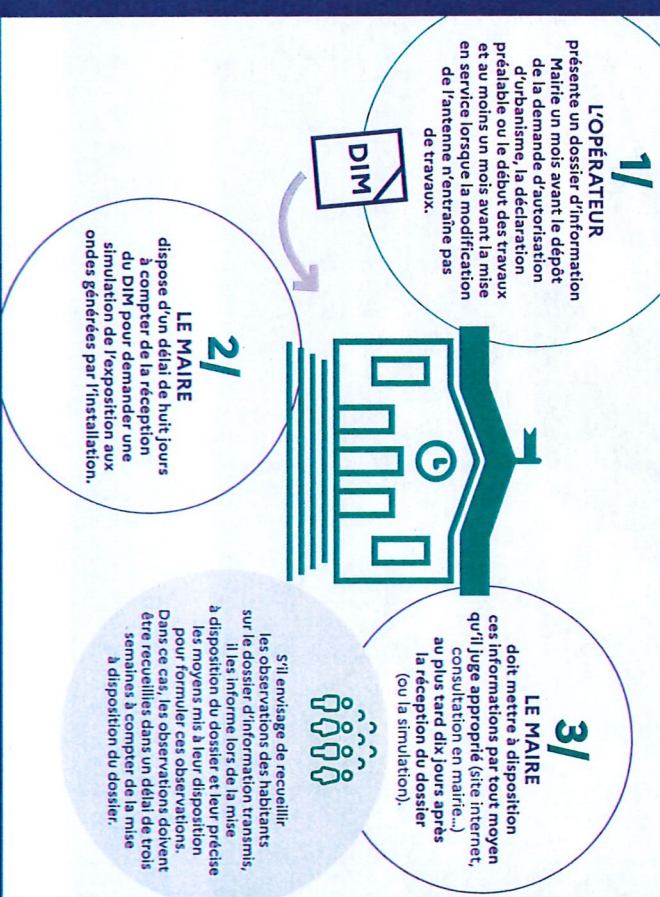 1/
L'OPÉRATEUR
présente un dossier d'information
Mairie un mois avant le dépôt
de la demande d'autorisation
d'urbanisme, la déclaration
préalable ou le début des travaux
et au moins un mois avant la mise
en service lorsque la modification
de l'antenne n'entraîne pas
de travaux.
DIM
2/
LE MAIRE
dispose d'un délai de huit jours
à compter de la réception
du DIM pour demander une
simulation de l'exposition aux
ondes générées par l'installation.
3/
LE MAIRE
doit mettre à disposition
ces informations par tout moyen
qu'il juge approprié (site internet,
consultation en mairie...)
au plus tard dix jours après
la réception du dossier
(ou la simulation).
S'il envisage de recueillir
les observations des habitants
sur le dossier d'information transmis,
il les informe lors de la mise
à disposition du dossier et leur précise
les moyens mis à leur disposition
pour formuler ces observations.
Dans ce cas, les observations doivent
être recueillies dans un délai de trois
semaines à compter de la mise
à disposition du dossier.